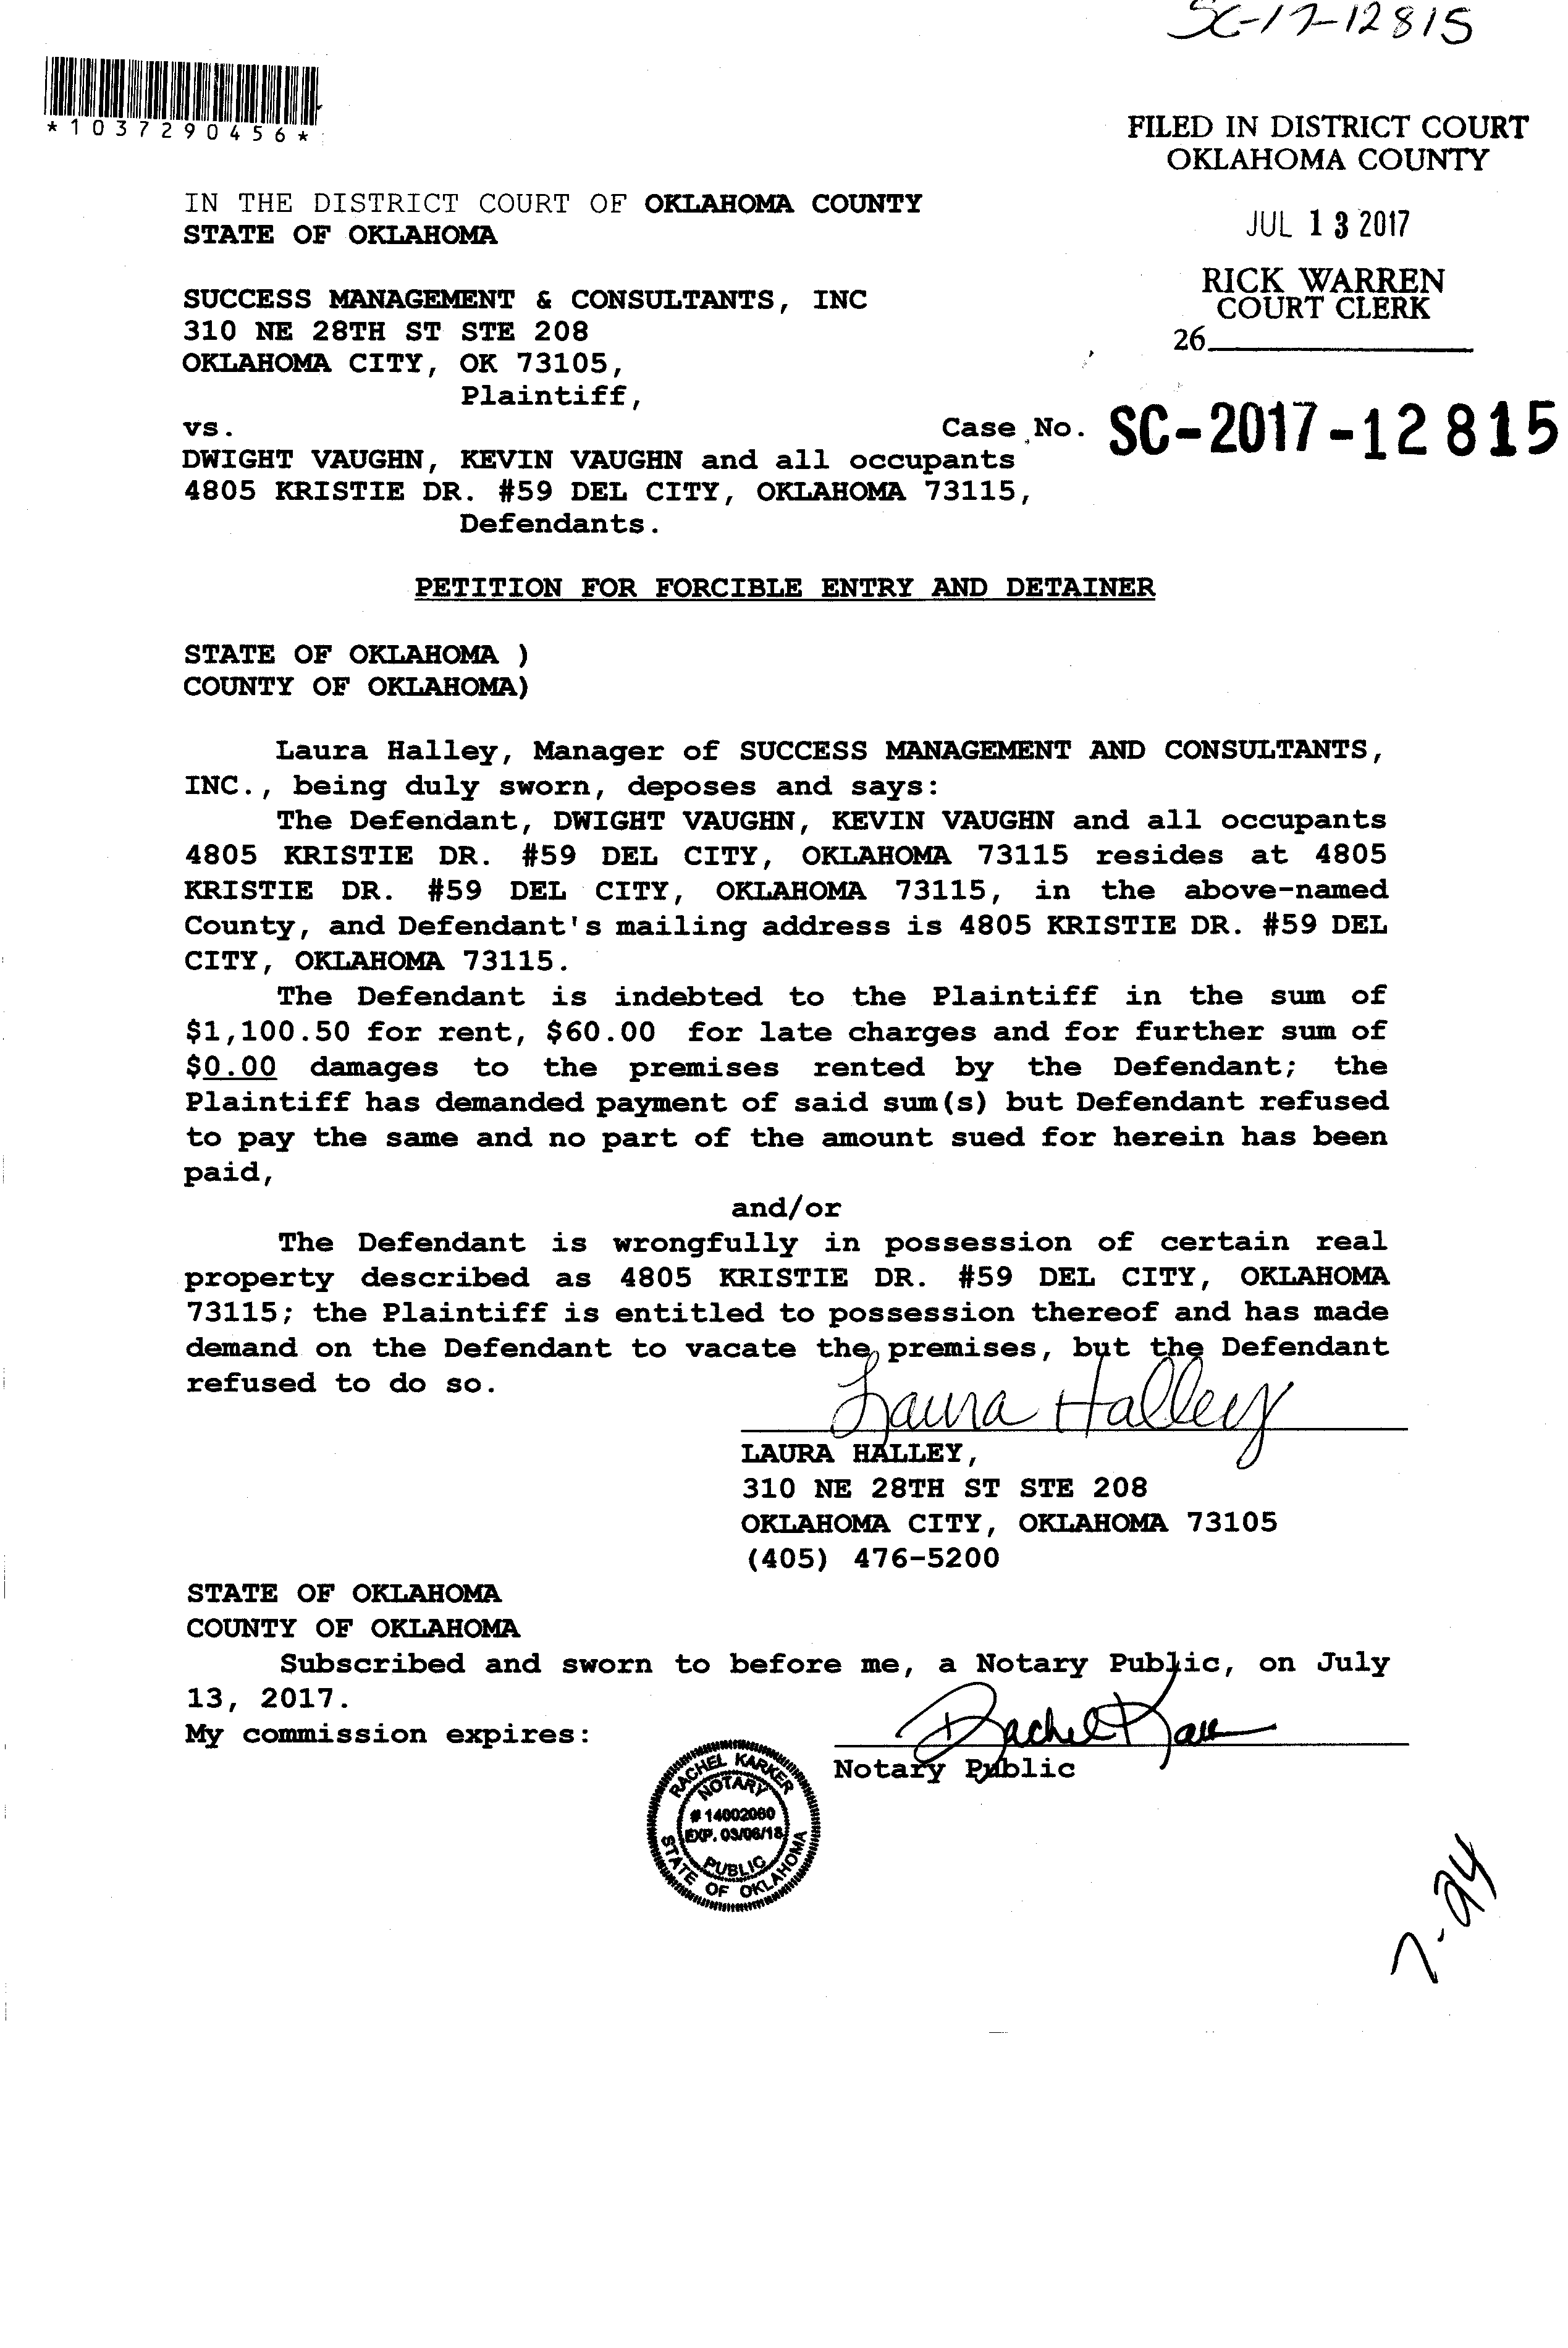 SC-17-12815
*1037290456*
FILED IN DISTRICT COURT
OKLAHOMA COUNTY
JUL 13 2017
RICK WARREN
COURT CLERK
26
IN THE DISTRICT COURT OF OKLAHOMA COUNTY
STATE OF OKLAHOMA
SUCCESS MANAGEMENT & CONSULTANTS, INC
310 NE 28TH ST STE 208
OKLAHOMA CITY, OK 73105,
Plaintiff,
vs.
Case No. SC-2017-12815
DWIGHT VAUGHN, KEVIN VAUGHN and all occupants
4805 KRISTIE DR. #59 DEL CITY, OKLAHOMA 73115,
Defendants.
PETITION FOR FORCIBLE ENTRY AND DETAINER
STATE OF OKLAHOMA )
COUNTY OF OKLAHOMA)
Laura Halley, Manager of SUCCESS MANAGEMENT AND CONSULTANTS,
INC., being duly sworn, deposes and says:
The Defendant, DWIGHT VAUGHN, KEVIN VAUGHN and all occupants
4805 KRISTIE DR. #59 DEL CITY, OKLAHOMA 73115 resides at 4805
KRISTIE DR. #59 DEL CITY, OKLAHOMA 73115, in the above-named
County, and Defendant's mailing address is 4805 KRISTIE DR. #59 DEL
CITY, OKLAHOMA 73115.
The Defendant is indebted to the Plaintiff in the sum of
$1,100.50 for rent, $60.00 for late charges and for further sum of
$0.00 damages to the premises rented by the Defendant; the
Plaintiff has demanded payment of said sum(s) but Defendant refused
to pay the same and no part of the amount sued for herein has been
paid,
and/or
The Defendant is wrongfully in possession of certain real
property described as 4805 KRISTIE DR. #59 DEL CITY, OKLAHOMA
73115; the Plaintiff is entitled to possession thereof and has made
demand on the Defendant to vacate the premises, but the Defendant
refused to do so.
Laura Halley
LAURA HALLEY,
310 NE 28TH ST STE 208
OKLAHOMA CITY, OKLAHOMA 73105
(405) 476-5200
STATE OF OKLAHOMA
COUNTY OF OKLAHOMA
Subscribed and sworn to before me, a Notary Public, on July
13, 2017.
My commission expires:
Rachel Kar
Notary Public
RACHEL KARKER
NOTARY
# 14002060
EXP. 03/06/18
PUBLIC
STATE OF OKLAHOMA
7-24